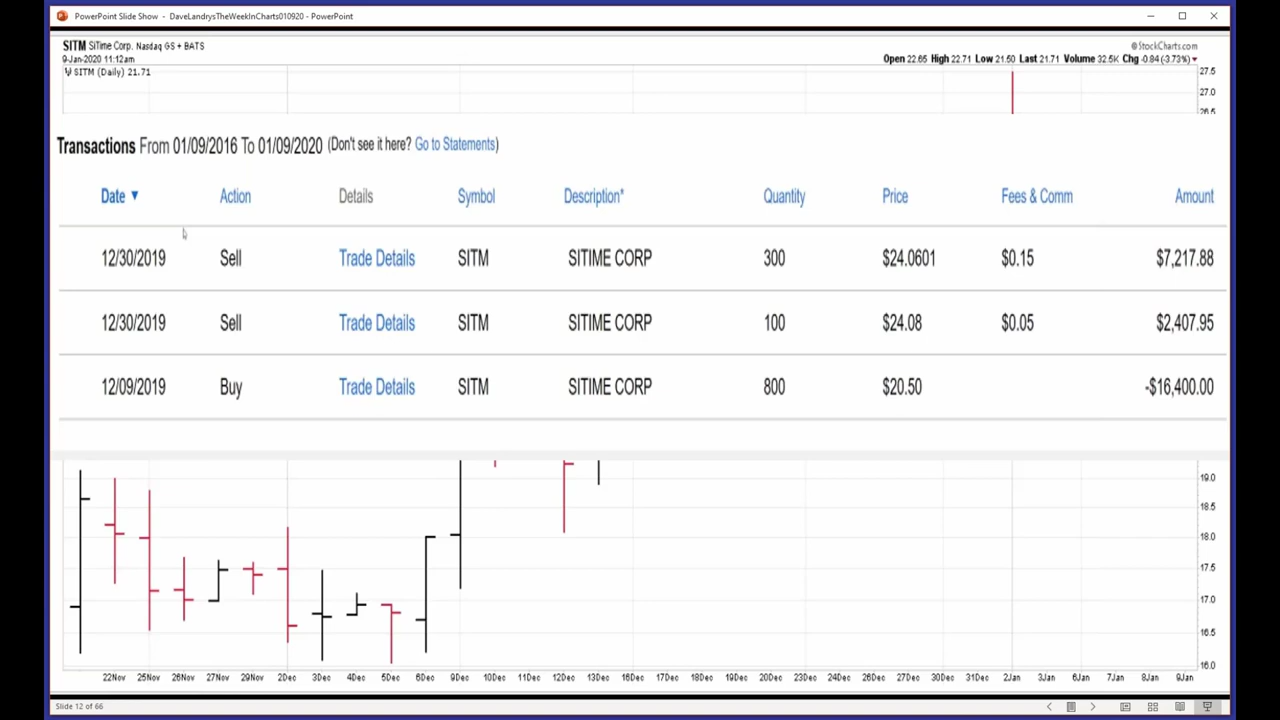 PowerPoint Slide Show - DaveLandrysTheWeekInCharts010920 - PowerPoint
SITM SiTime Corp. Nasdaq GS + BATS
© StockCharts.com
9-Jan-2020 11:12am
Open 22.65 High 22.71 Low 21.50 Last 21.71 Volume 32.5K Chg -0.84 (-3.73%)
SITM (Daily) 21.71
27.5
27.0
26.5
Transactions From 01/09/2016 To 01/09/2020 (Don't see it here? Go to Statements)
Date Action Details Symbol Description* Quantity Price Fees & Comm Amount
12/30/2019 Sell Trade Details SITM SITIME CORP 300 $24.0601 $0.15 $7,217.88
12/30/2019 Sell Trade Details SITM SITIME CORP 100 $24.08 $0.05 $2,407.95
12/09/2019 Buy Trade Details SITM SITIME CORP 800 $20.50 -$16,400.00
19.0
18.5
18.0
17.5
17.0
16.5
16.0
22Nov 25Nov 26Nov 27Nov 29Nov 2Dec 3Dec 4Dec 5Dec 6Dec 9Dec 10Dec 12Dec 13Dec 16Dec 17Dec 18Dec 19Dec 20Dec 23Dec 24Dec 26Dec 27Dec 30Dec 31Dec 2Jan 3Jan 6Jan 7Jan 8Jan 9Jan
Slide 12 of 66